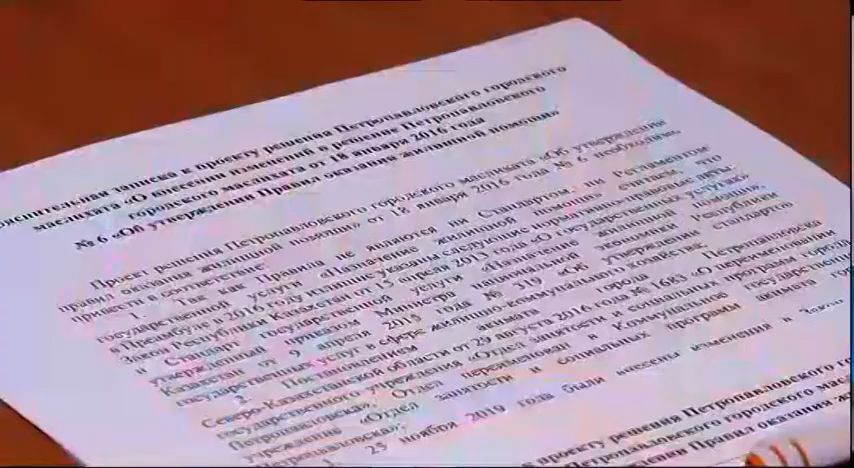 яснительная записка к проекту решения Петропавловского городского
маслихата «О внесении изменений в решение Петропавловского
городского маслихата от 18 января 2016 года
№ 6 «Об утверждении Правил оказания жилищной помощи»
Проект решения Петропавловского городского маслихата «Об утверждении
правил оказания жилищной помощи» от 18 января 2016 года № 6 необходимо
привести в соответствие:
1. Так как Правила не являются ни Стандартом, ни Регламентом
государственной услуги «Назначение жилищной помощи» считаем, что
в Преамбуле в 2016 году излишне указаны следующие нормативно-правовые акты:
Закон Республики Казахстан от 15 апреля 2013 года «О государственных услугах»
и Стандарт государственной услуги «Назначение жилищной помощи»,
утвержденный приказом Министра национальной экономики Республики
Казахстан от 9 апреля 2015 года № 319 «Об утверждении стандартов
государственных услуг в сфере жилищно-коммунального хозяйства;
2. Постановлением акимата города Петропавловска
Северо-Казахстанской области от 29 августа 2016 года № 1685 «О переименовании
государственного учреждения «Отдел занятости и социальных программ города
Петропавловска», Отдел переименован в Коммунальное государственное
учреждение «Отдел занятости и социальных программ акимата города
Петропавловска»;
25 ноября 2019 года были внесены изменения в Закон
к проекту решения Петропавловского го
городского мас
Правил оказания жи